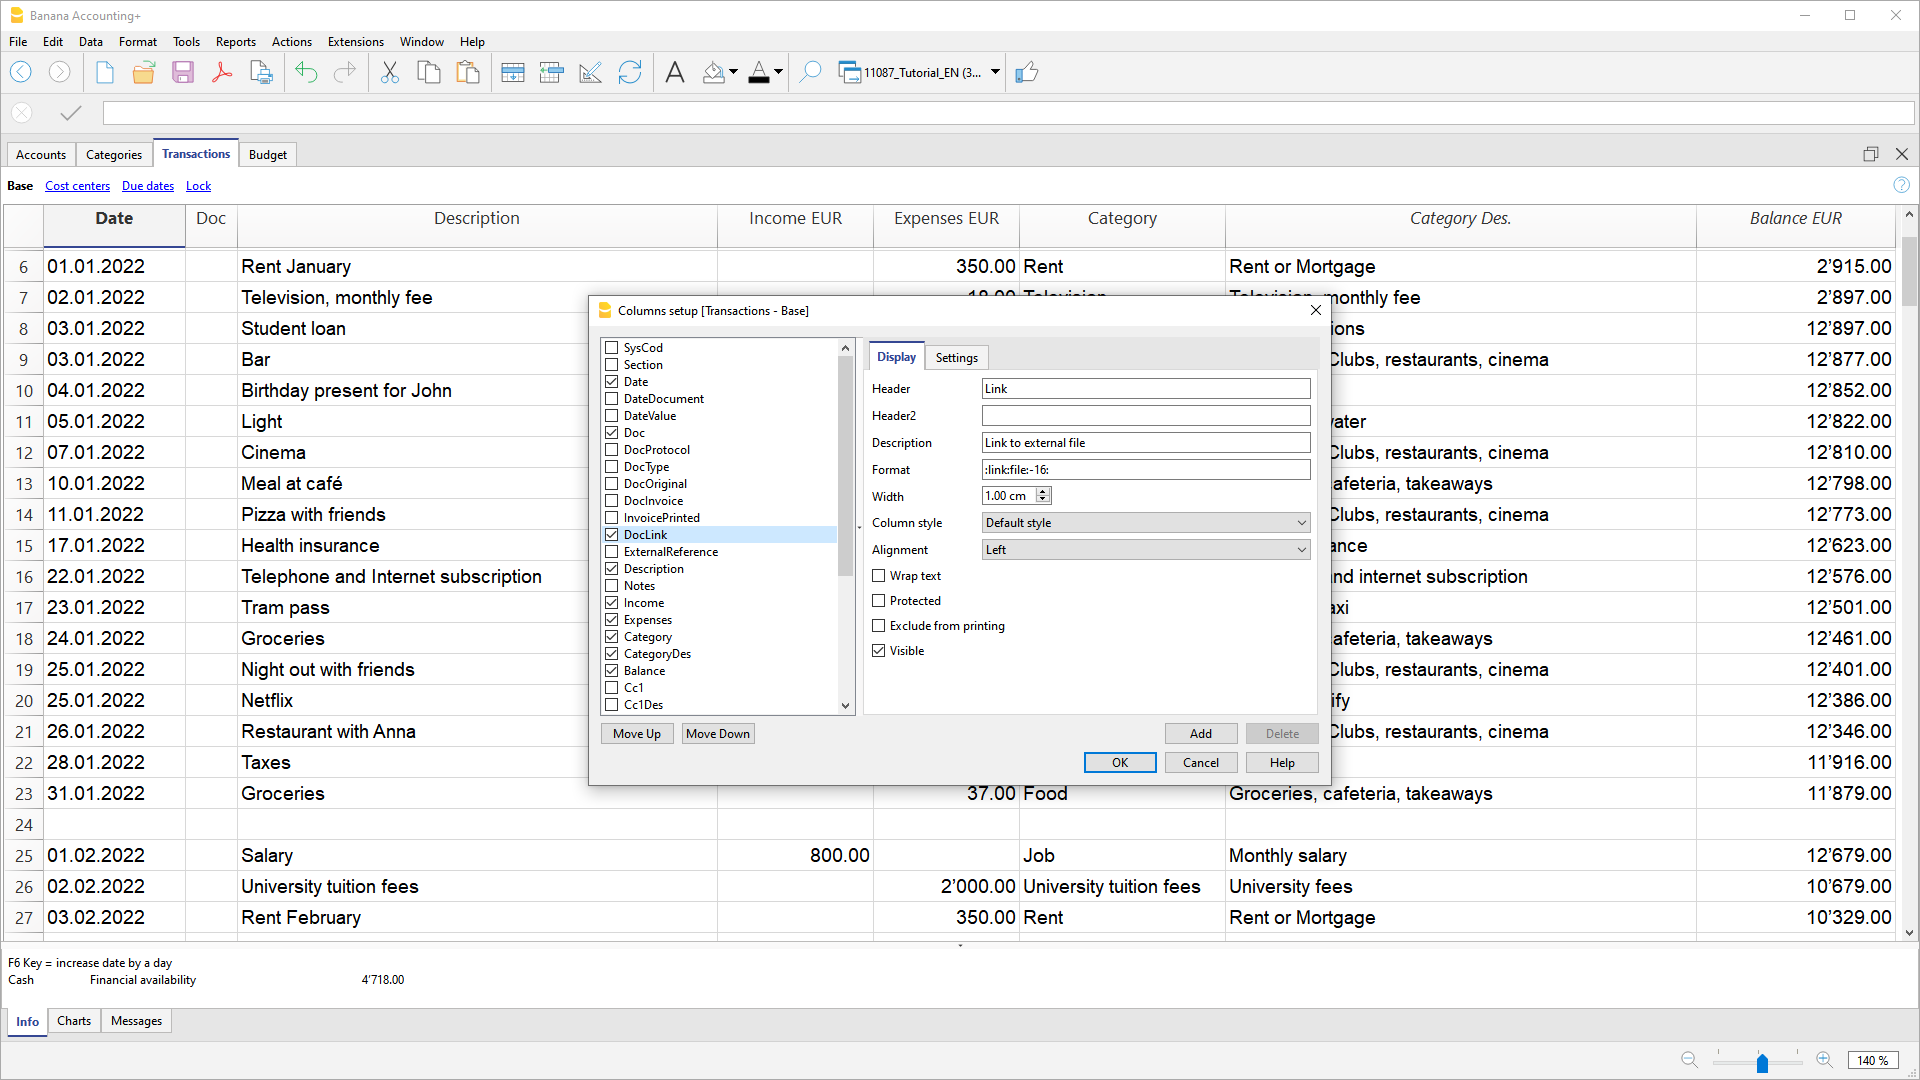 Banana Accounting+
File Edit Data Format Tools Reports Actions Extensions Window Help
11087_Tutorial_EN (3...
Accounts Categories Transactions Budget
Base Cost centers Due dates Lock
Date Doc Description Income EUR Expenses EUR Category Category Des. Balance EUR
6 01.01.2022 Rent January 350.00 Rent Rent or Mortgage 2’915.00
7 02.01.2022 Television, monthly fee 18.00 Television Television, monthly fee 2’897.00
8 03.01.2022 Student loan ions 12’897.00
9 03.01.2022 Bar Clubs, restaurants, cinema 12’877.00
10 04.01.2022 Birthday present for John 12’852.00
11 05.01.2022 Light ater 12’822.00
12 07.01.2022 Cinema Clubs, restaurants, cinema 12’810.00
13 10.01.2022 Meal at café afeteria, takeaways 12’798.00
14 11.01.2022 Pizza with friends Clubs, restaurants, cinema 12’773.00
15 17.01.2022 Health insurance ance 12’623.00
16 22.01.2022 Telephone and Internet subscription nd internet subscription 12’576.00
17 23.01.2022 Tram pass axi 12’501.00
18 24.01.2022 Groceries afeteria, takeaways 12’461.00
19 25.01.2022 Night out with friends Clubs, restaurants, cinema 12’401.00
20 25.01.2022 Netflix ify 12’386.00
21 26.01.2022 Restaurant with Anna Clubs, restaurants, cinema 12’346.00
22 28.01.2022 Taxes 11’916.00
23 31.01.2022 Groceries 37.00 Food Groceries, cafeteria, takeaways 11’879.00
24
25 01.02.2022 Salary 800.00 Job Monthly salary 12’679.00
26 02.02.2022 University tuition fees 2’000.00 University tuition fees University fees 10’679.00
27 03.02.2022 Rent February 350.00 Rent Rent or Mortgage 10’329.00
Columns setup [Transactions - Base]
SysCod
Section
Date
DateDocument
DateValue
Doc
DocProtocol
DocType
DocOriginal
DocInvoice
InvoicePrinted
DocLink
ExternalReference
Description
Notes
Income
Expenses
Category
CategoryDes
Balance
Cc1
Cc1Des
Move Up Move Down
Display Settings
Header Link
Header2
Description Link to external file
Format :link:file:-16:
Width 1.00 cm
Column style Default style
Alignment Left
Wrap text
Protected
Exclude from printing
Visible
Add Delete
OK Cancel Help
F6 Key = increase date by a day
Cash Financial availability 4’718.00
Info Charts Messages
140 %